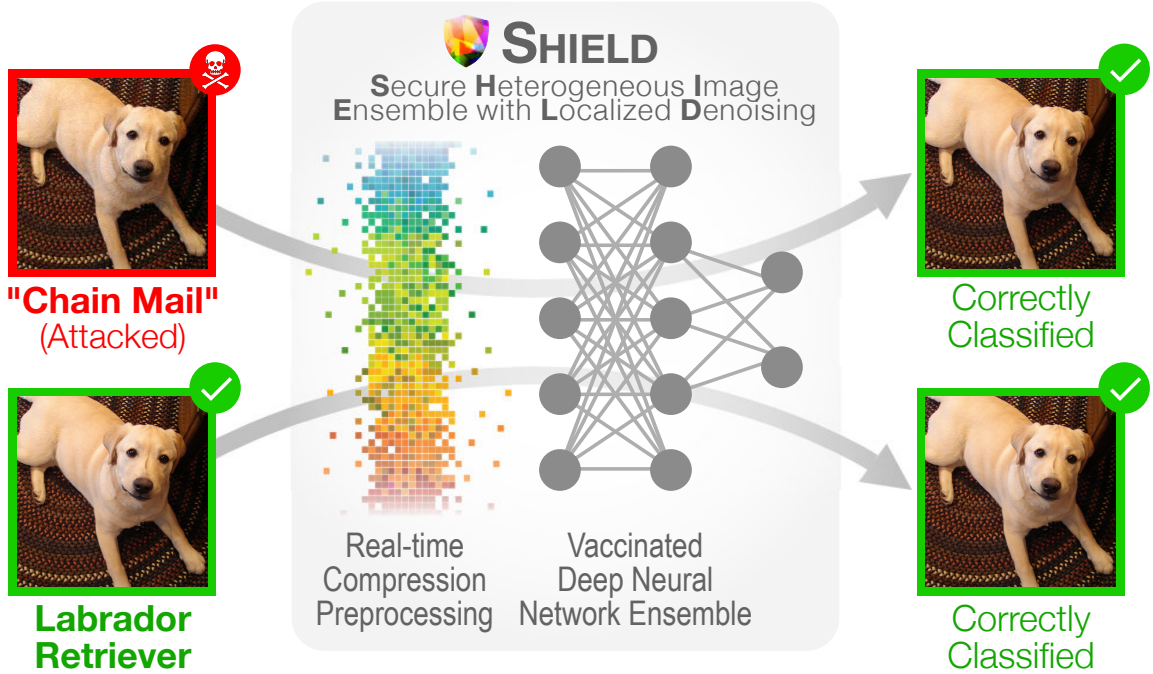 SHIELD
Secure Heterogeneous Image
Ensemble with Localized Denoising
"Chain Mail"
(Attacked)
Labrador
Retriever
Real-time
Compression
Preprocessing
Vaccinated
Deep Neural
Network Ensemble
Correctly
Classified
Correctly
Classified